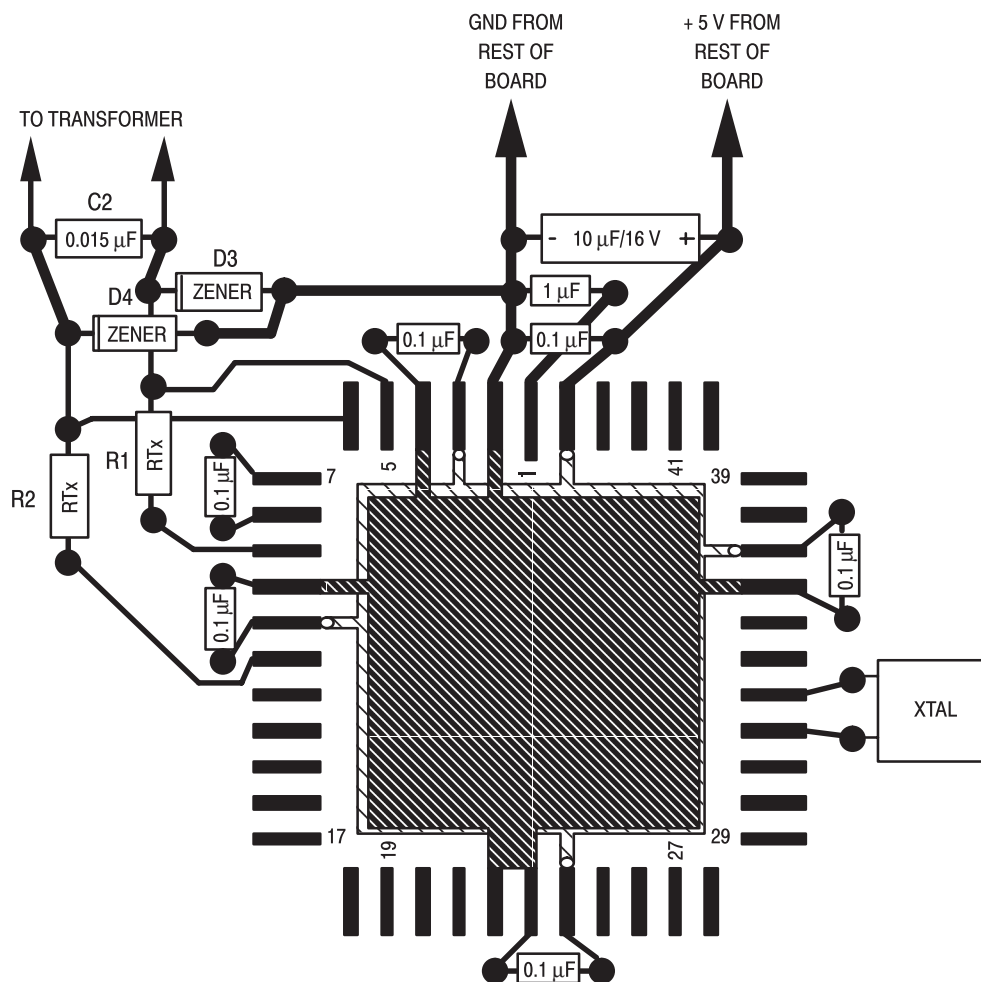 GND FROM
REST OF
BOARD
+ 5 V FROM
REST OF
BOARD
TO TRANSFORMER
C2
0.015 µF
- 10 µF/16 V +
D3
ZENER
1 µF
D4
ZENER
0.1 µF
0.1 µF
R1
RTx
R2
RTx
5
1
41
7
39
0.1 µF
0.1 µF
0.1 µF
XTAL
17
19
27
29
0.1 µF